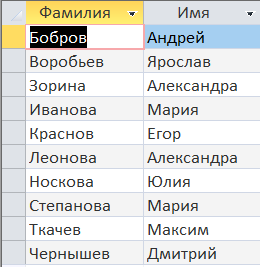 Фамилия Имя
Бобров Андрей
Воробьев Ярослав
Зорина Александра
Иванова Мария
Краснов Егор
Леонова Александра
Носкова Юлия
Степанова Мария
Ткачев Максим
Чернышев Дмитрий